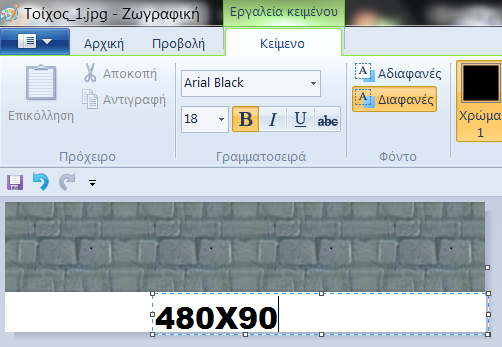 Τοίχος_1.jpg - Ζωγραφική
Εργαλεία κειμένου
Αρχική
Προβολή
Κείμενο
Επικόλληση
Αποκοπή
Αντιγραφή
Πρόχειρο
Arial Black
18
B I U abc
Γραμματοσειρά
Αδιαφανές
Διαφανές
Φόντο
Χρώμα
1
480X90